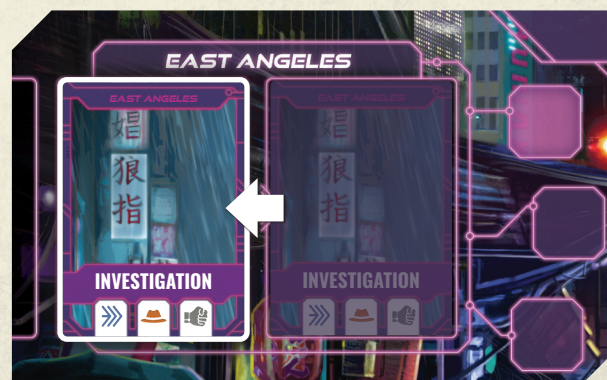 EAST ANGELES
EAST ANGELES
娼
狼
指
INVESTIGATION
EAST ANGELES
娼
狼
指
INVESTIGATION